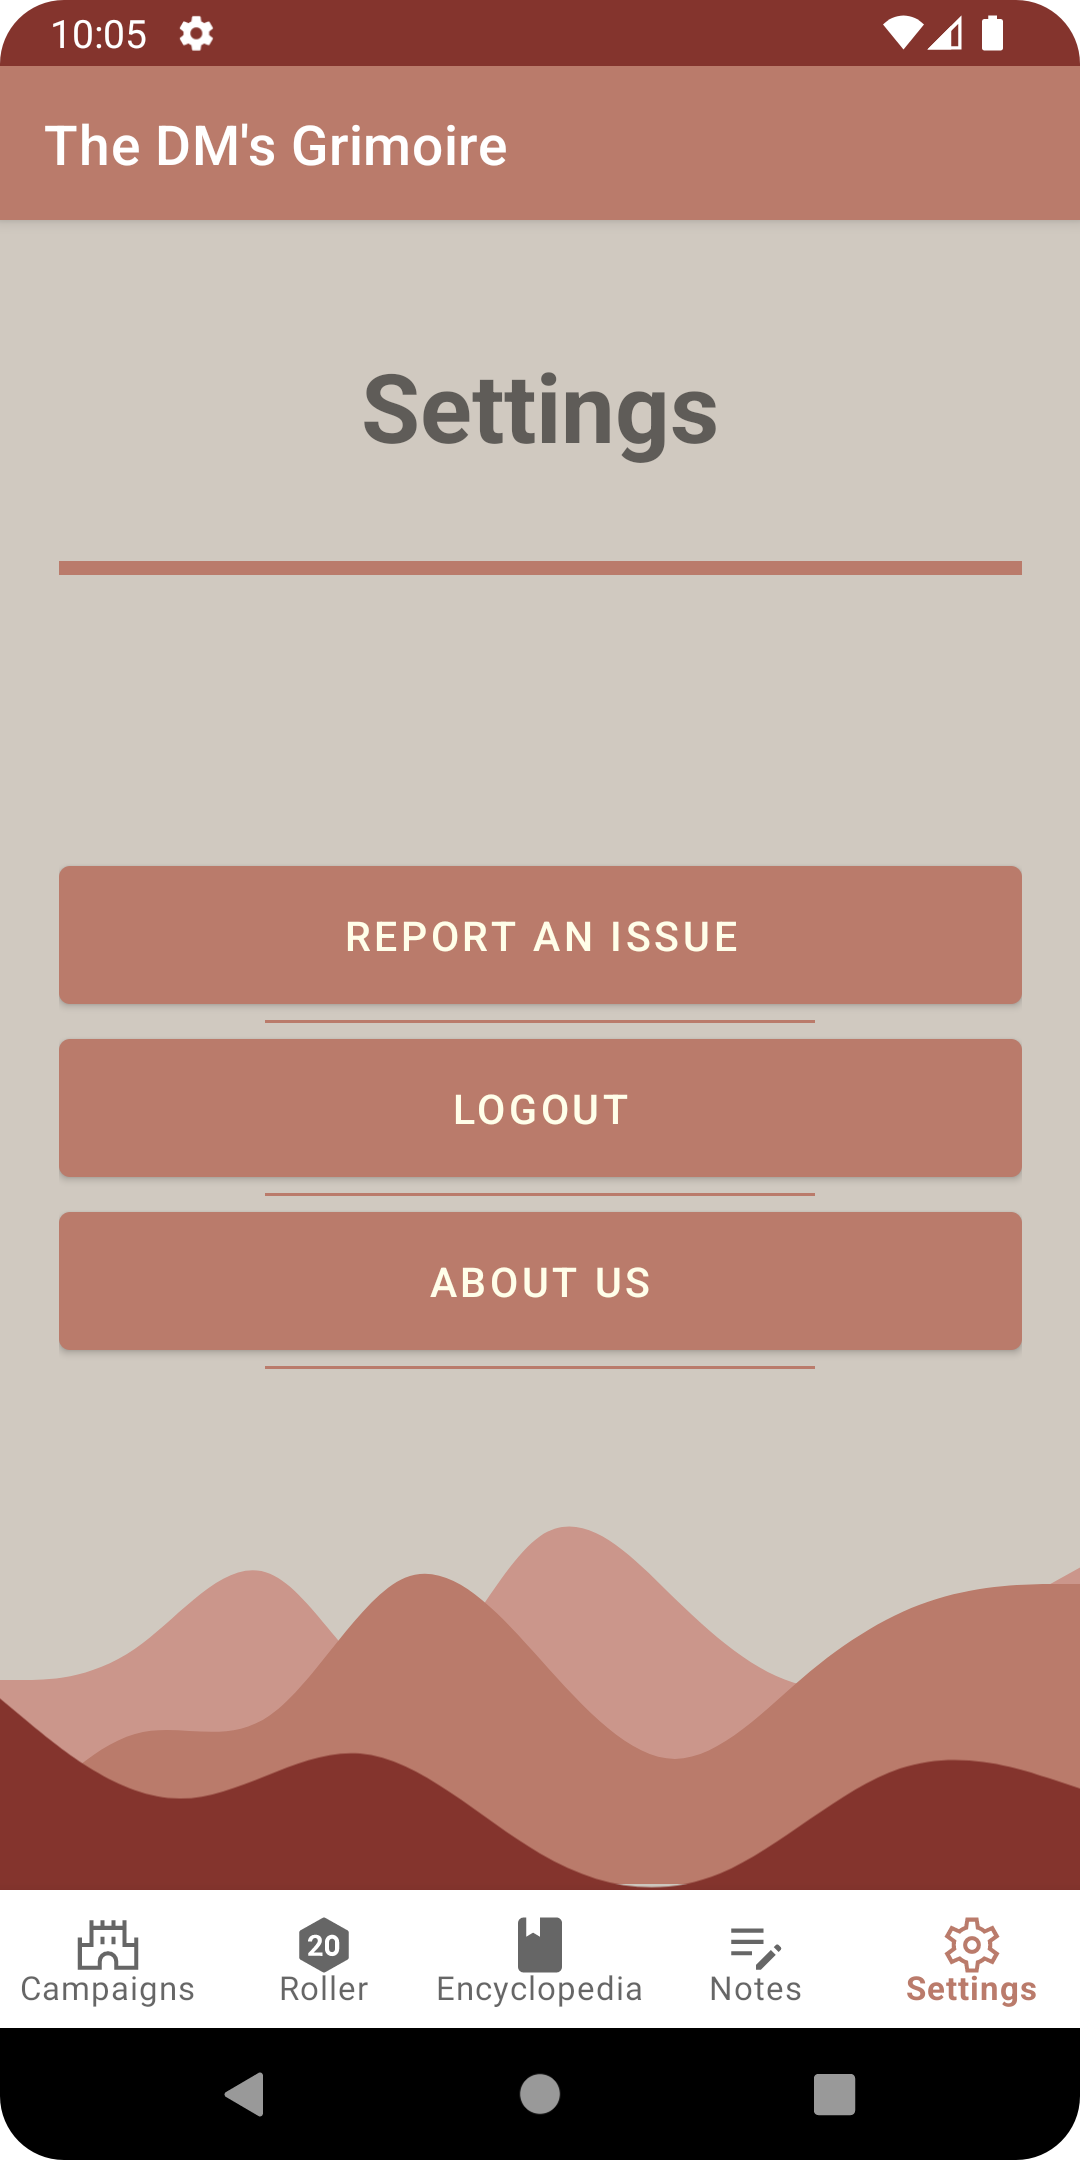 10:05
The DM's Grimoire
Settings
REPORT AN ISSUE
LOGOUT
ABOUT US
20
Campaigns Roller Encyclopedia Notes Settings